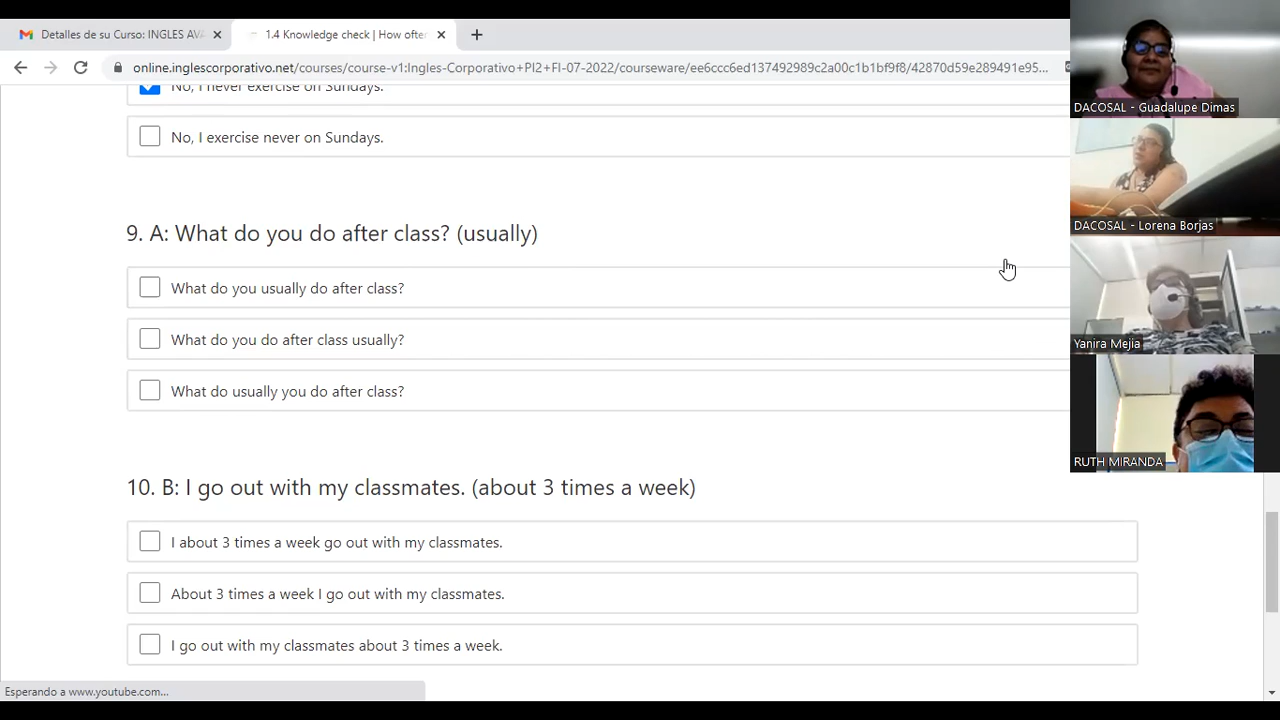 Detalles de su Curso: INGLES AVA
1.4 Knowledge check | How ofter
online.inglescorporativo.net/courses/course-v1:Ingles-Corporativo+PI2+FI-07-2022/courseware/ee6ccc6ed137492989c2a00c1b1bf9f8/42870d59e289491e95...
No, I never exercise on Sundays.
No, I exercise never on Sundays.
9. A: What do you do after class? (usually)
What do you usually do after class?
What do you do after class usually?
What do usually you do after class?
10. B: I go out with my classmates. (about 3 times a week)
I about 3 times a week go out with my classmates.
About 3 times a week I go out with my classmates.
I go out with my classmates about 3 times a week.
Esperando a www.youtube.com...
DACOSAL - Guadalupe Dimas
DACOSAL - Lorena Borjas
Yanira Mejia
RUTH MIRANDA